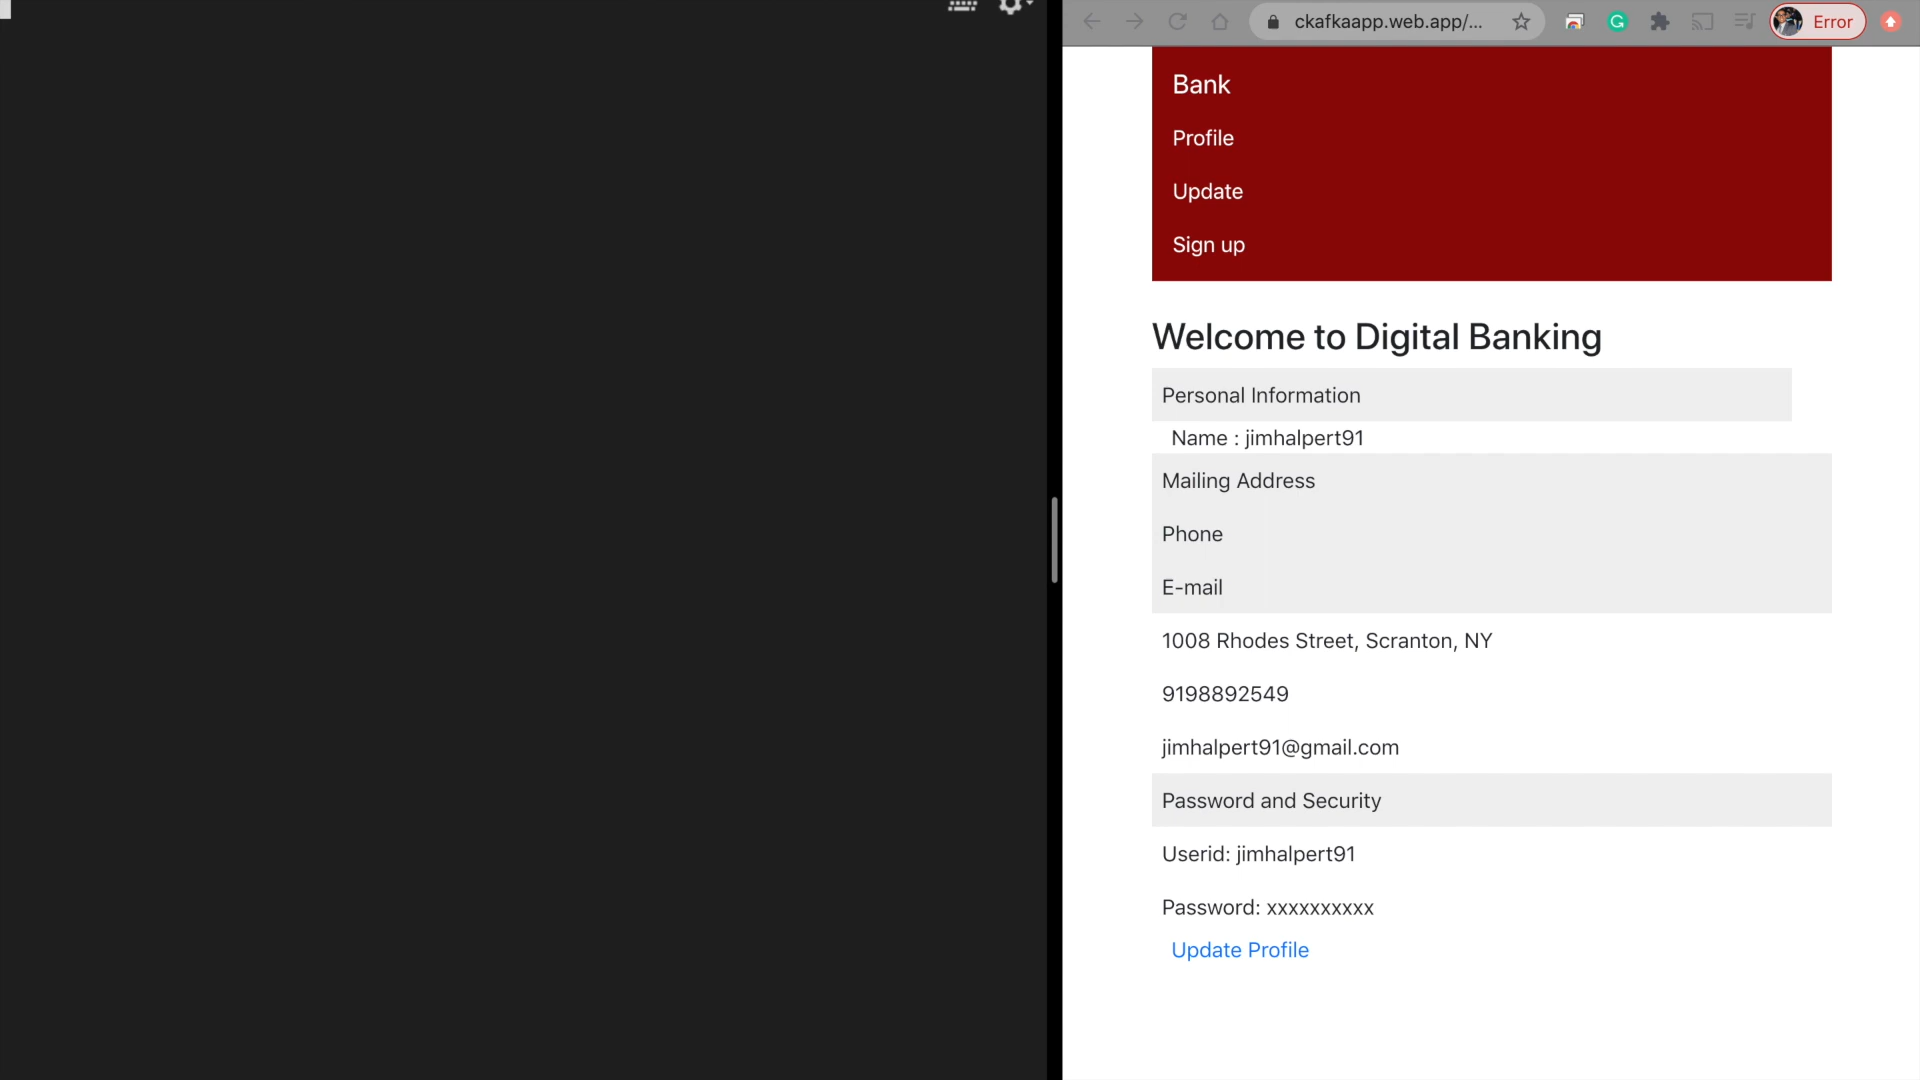 ckafkaapp.web.app/...
Error
Bank
Profile
Update
Sign up
Welcome to Digital Banking
Personal Information
Name : jimhalpert91
Mailing Address
Phone
E-mail
1008 Rhodes Street, Scranton, NY
9198892549
jimhalpert91@gmail.com
Password and Security
Userid: jimhalpert91
Password: xxxxxxxxxx
Update Profile